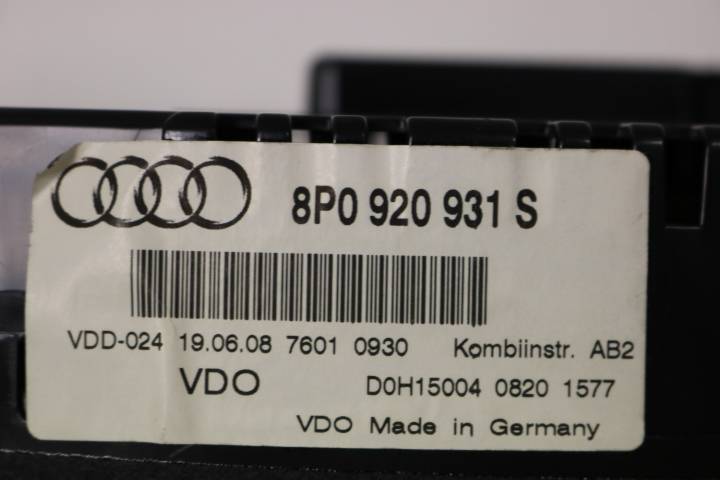 8P0 920 931 S
VDD-024 19.06.08 7601 0930 Kombiinstr. AB2
VDO D0H15004 0820 1577
VDO Made in Germany